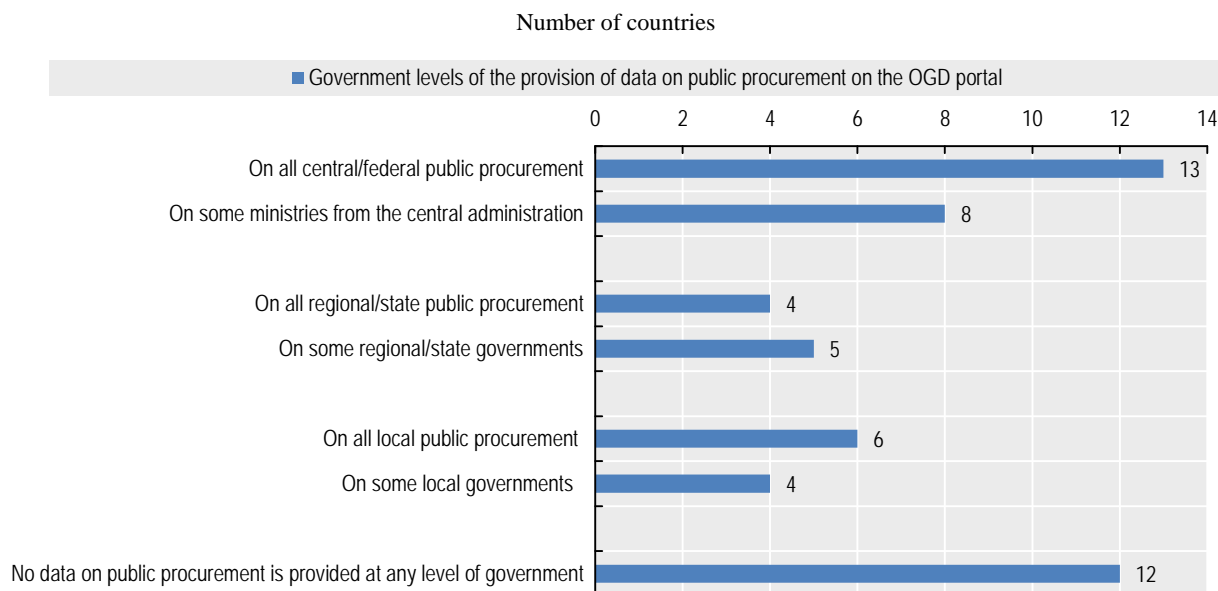 Number of countries
Government levels of the provision of data on public procurement on the OGD portal
0 2 4 6 8 10 12 14
On all central/federal public procurement 13
On some ministries from the central administration 8
On all regional/state public procurement 4
On some regional/state governments 5
On all local public procurement 6
On some local governments 4
No data on public procurement is provided at any level of government 12